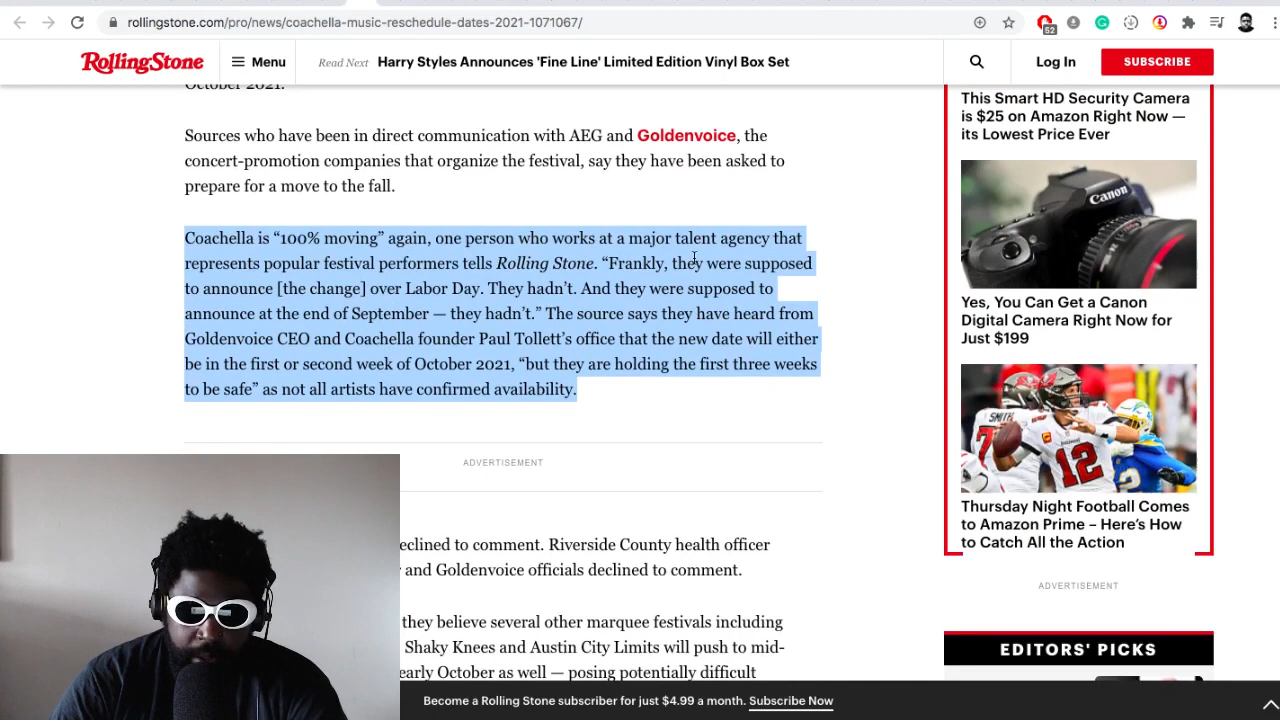 rollingstone.com/pro/news/coachella-music-reschedule-dates-2021-1071067/
52
RollingStone
Menu
Read Next Harry Styles Announces 'Fine Line' Limited Edition Vinyl Box Set
Log In
SUBSCRIBE
October 2021.
Sources who have been in direct communication with AEG and Goldenvoice, the
concert-promotion companies that organize the festival, say they have been asked to
prepare for a move to the fall.
Coachella is “100% moving” again, one person who works at a major talent agency that
represents popular festival performers tells Rolling Stone. “Frankly, they were supposed
to announce [the change] over Labor Day. They hadn’t. And they were supposed to
announce at the end of September — they hadn’t.” The source says they have heard from
Goldenvoice CEO and Coachella founder Paul Tollett’s office that the new date will either
be in the first or second week of October 2021, “but they are holding the first three weeks
to be safe” as not all artists have confirmed availability.
ADVERTISEMENT
eclined to comment. Riverside County health officer
and Goldenvoice officials declined to comment.
they believe several other marquee festivals including
Shaky Knees and Austin City Limits will push to mid-
early October as well — posing potentially difficult
This Smart HD Security Camera
is $25 on Amazon Right Now —
its Lowest Price Ever
Canon
Yes, You Can Get a Canon
Digital Camera Right Now for
Just $199
SMITH
12
Thursday Night Football Comes
to Amazon Prime – Here’s How
to Catch All the Action
ADVERTISEMENT
EDITORS' PICKS
Become a Rolling Stone subscriber for just $4.99 a month. Subscribe Now